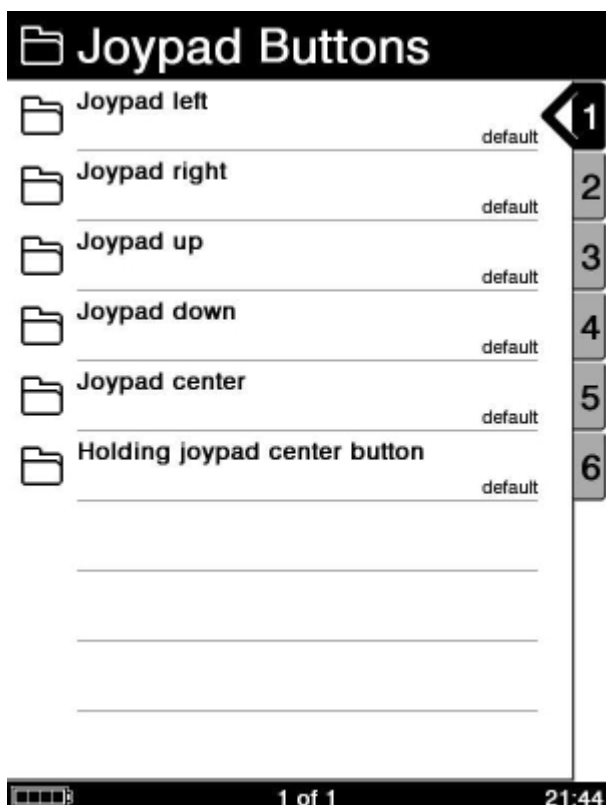 Joypad Buttons
Joypad left
default
1
Joypad right
default
2
Joypad up
default
3
Joypad down
default
4
Joypad center
default
5
Holding joypad center button
default
6
1 of 1
21:44